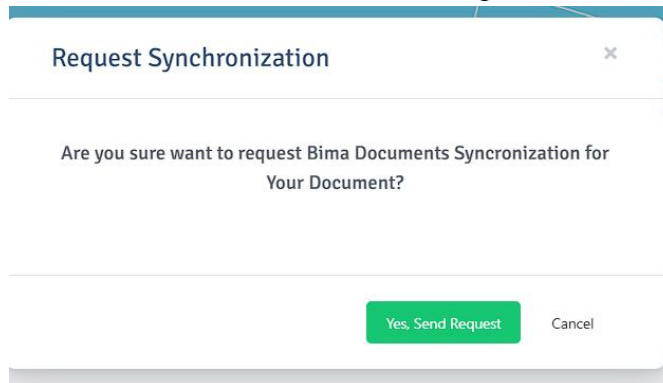 Request Synchronization
×
Are you sure want to request Bima Documents Syncronization for
Your Document?
Yes, Send Request
Cancel